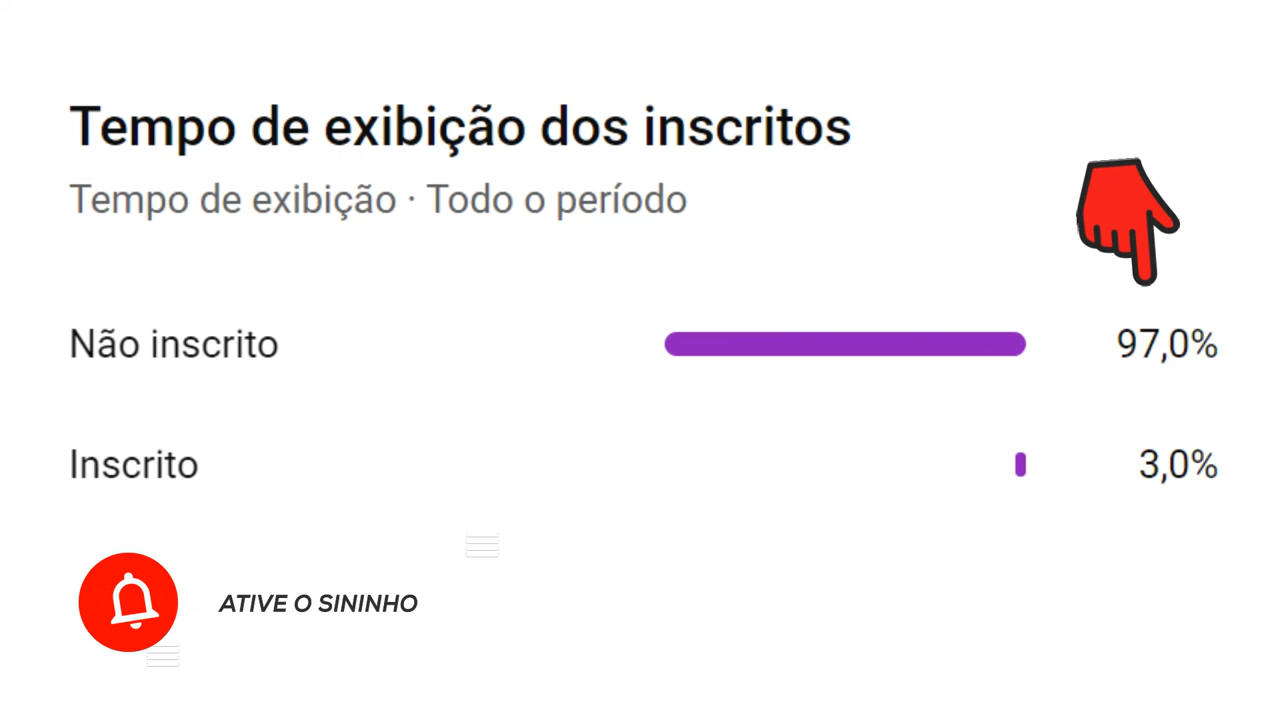 Tempo de exibição dos inscritos
Tempo de exibição · Todo o período
Não inscrito 97,0%
Inscrito 3,0%
ATIVE O SININHO